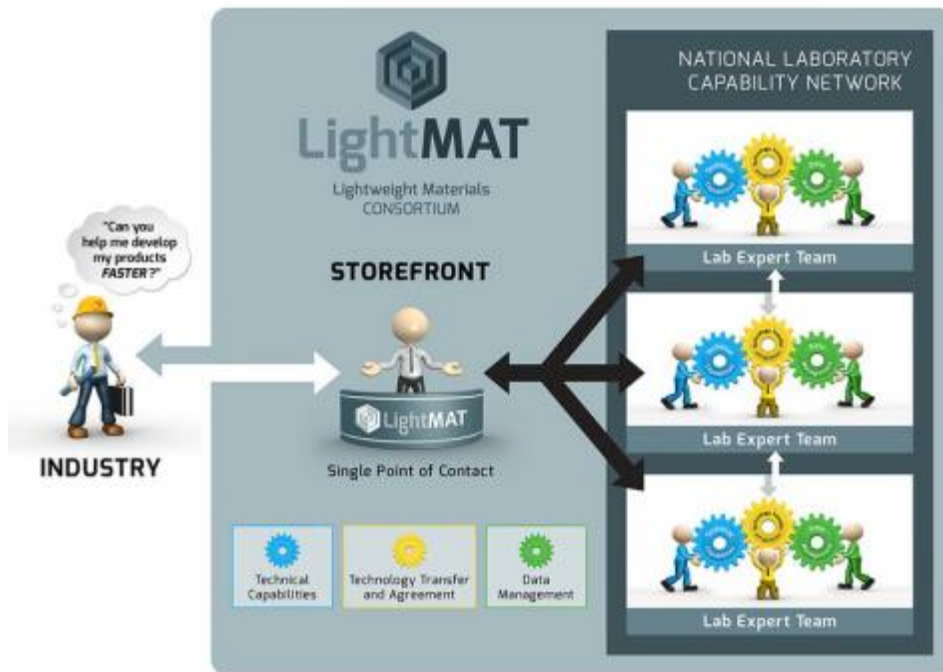 NATIONAL LABORATORY
CAPABILITY NETWORK
LightMAT
Lightweight Materials
CONSORTIUM
"Can you
help me develop
my products
FASTER?"
STOREFRONT
LightMAT
Single Point of Contact
INDUSTRY
Lab Expert Team
Lab Expert Team
Lab Expert Team
Technical
Capabilities
Technology Transfer
and Agreement
Data
Management